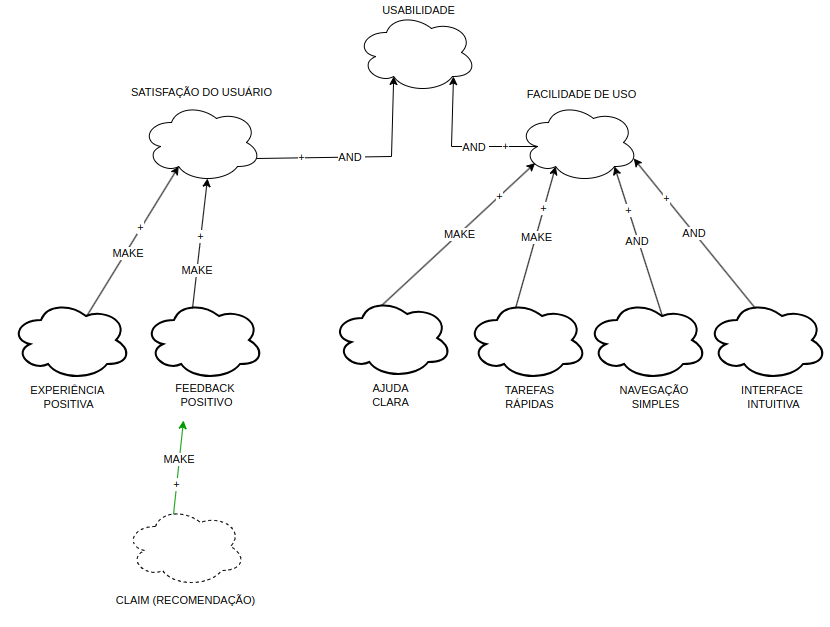 USABILIDADE
SATISFAÇÃO DO USUÁRIO
FACILIDADE DE USO
+
AND
AND
+
+
MAKE
+
MAKE
+
MAKE
+
MAKE
+
AND
+
AND
EXPERIÊNCIA
POSITIVA
FEEDBACK
POSITIVO
AJUDA
CLARA
TAREFAS
RÁPIDAS
NAVEGAÇÃO
SIMPLES
INTERFACE
INTUITIVA
MAKE
+
CLAIM (RECOMENDAÇÃO)